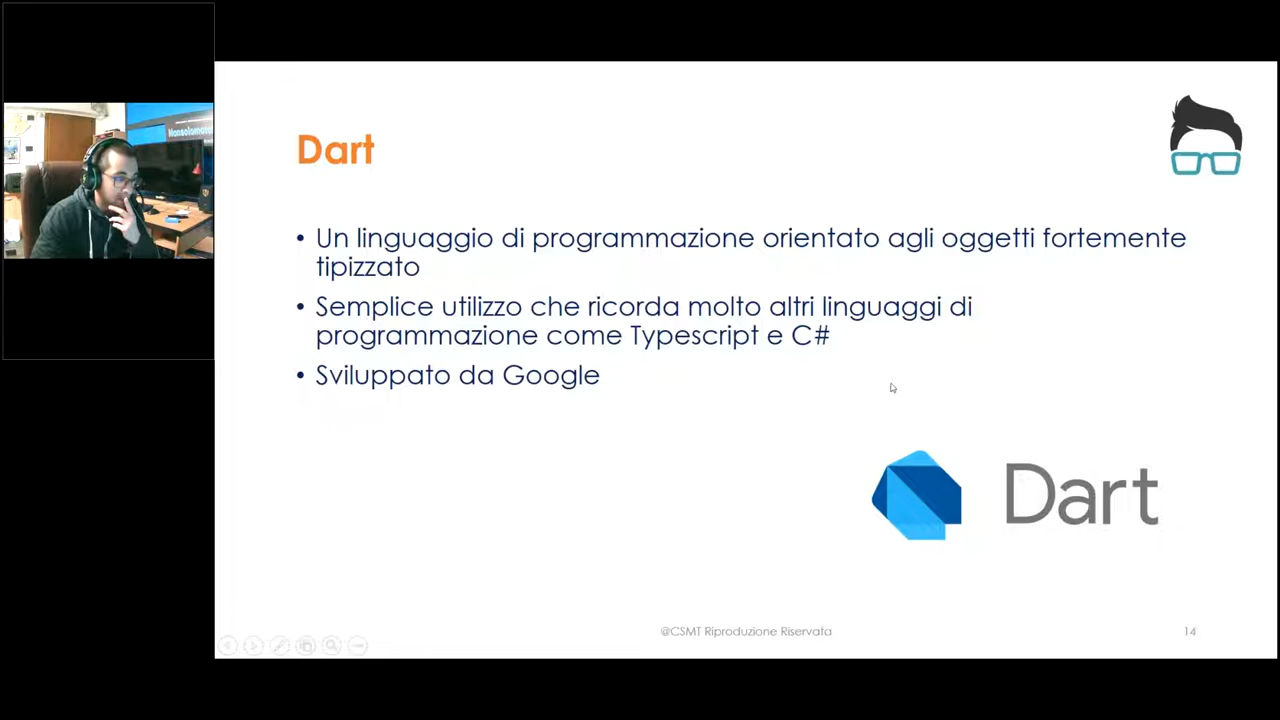 Dart
• Un linguaggio di programmazione orientato agli oggetti fortemente
tipizzato
• Semplice utilizzo che ricorda molto altri linguaggi di
programmazione come Typescript e C#
• Sviluppato da Google
Dart
@CSMT Riproduzione Riservata
14